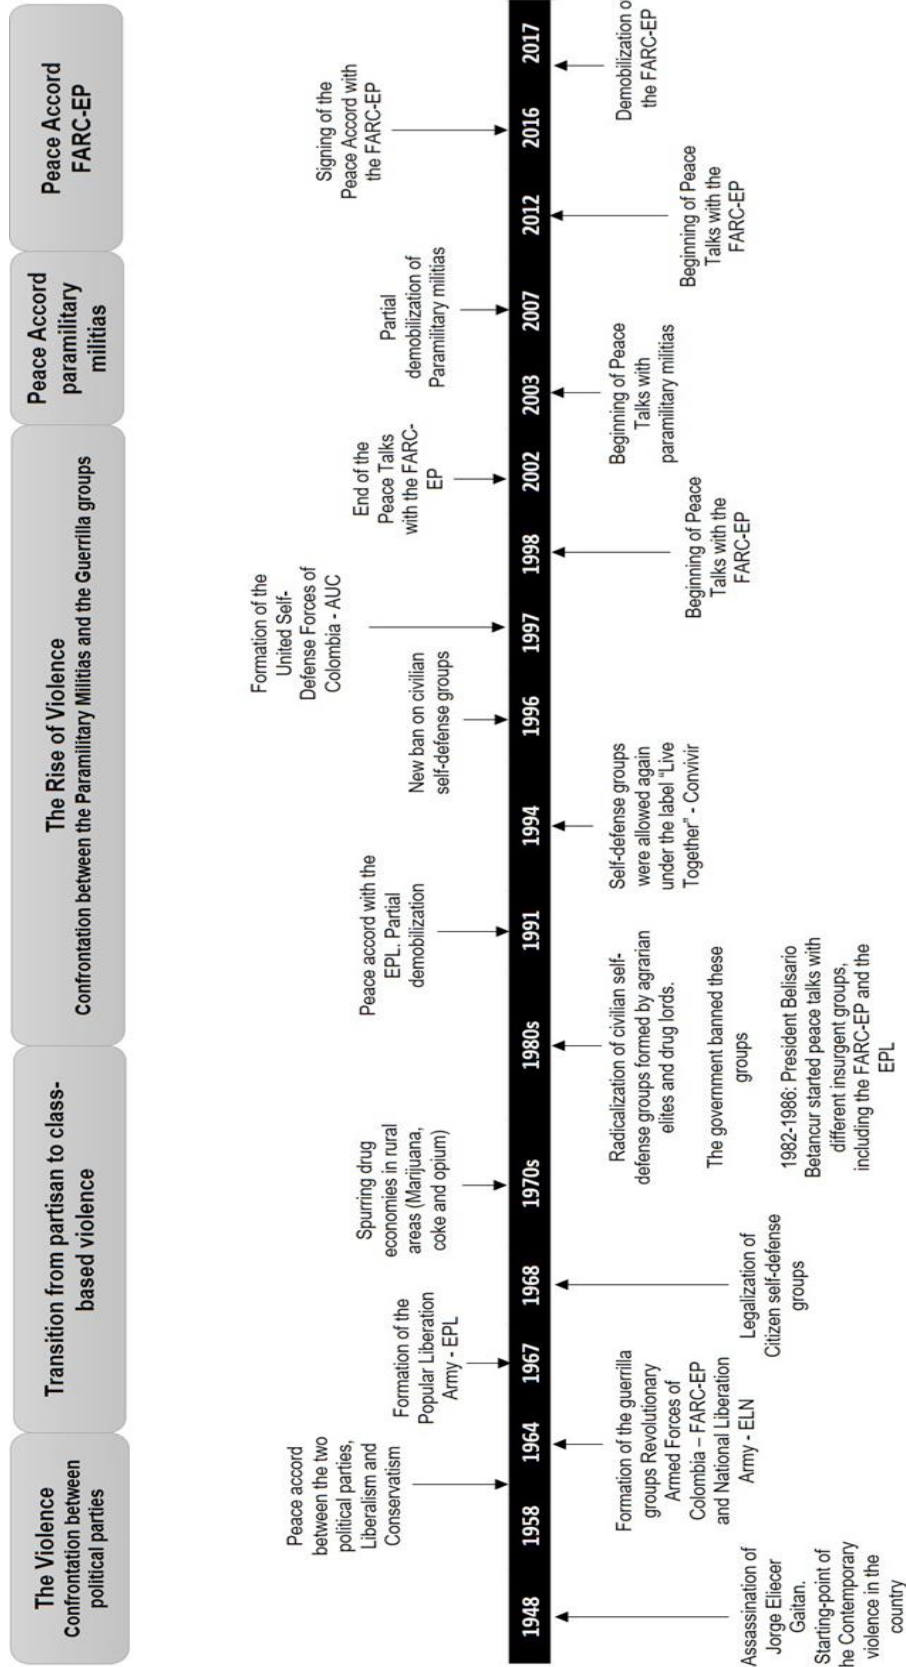 The Violence
Confrontation between
political parties
Transition from partisan to class-
based violence
The Rise of Violence
Confrontation between the Paramilitary Militias and the Guerrilla groups
Peace Accord
paramilitary
militias
Peace Accord
FARC-EP
Peace accord
between the two
political parties,
Liberalism and
Conservatism
Formation of the
Popular Liberation
Army - EPL
Spurring drug
economies in rural
areas (Marijuana,
coke and opium)
Peace accord with the
EPL. Partial
demobilization
New ban on civilian
self-defense groups
Formation of the
United Self-
Defense Forces of
Colombia - AUC
End of the
Peace Talks
with the FARC-
EP
Partial
demobilization of
Paramilitary militias
Signing of the
Peace Accord with
the FARC-EP
1948
1958
1964
1967
1968
1970s
1980s
1991
1994
1996
1997
1998
2002
2003
2007
2012
2016
2017
Assassination of
Jorge Eliecer
Gaitan.
Starting-point of
he Contemporary
violence in the
country
Formation of the guerrilla
groups Revolutionary
Armed Forces of
Colombia – FARC-EP
and National Liberation
Army - ELN
Legalization of
Citizen self-defense
groups
Radicalization of civilian self-
defense groups formed by agrarian
elites and drug lords.
The government banned these
groups
1982-1986: President Belisario
Betancur started peace talks with
different insurgent groups,
including the FARC-EP and the
EPL
Self-defense groups
were allowed again
under the label “Live
Together” - Convivir
Beginning of Peace
Talks with the
FARC-EP
Beginning of Peace
Talks with
paramilitary militias
Beginning of Peace
Talks with the
FARC-EP
Demobilization o
the FARC-EP